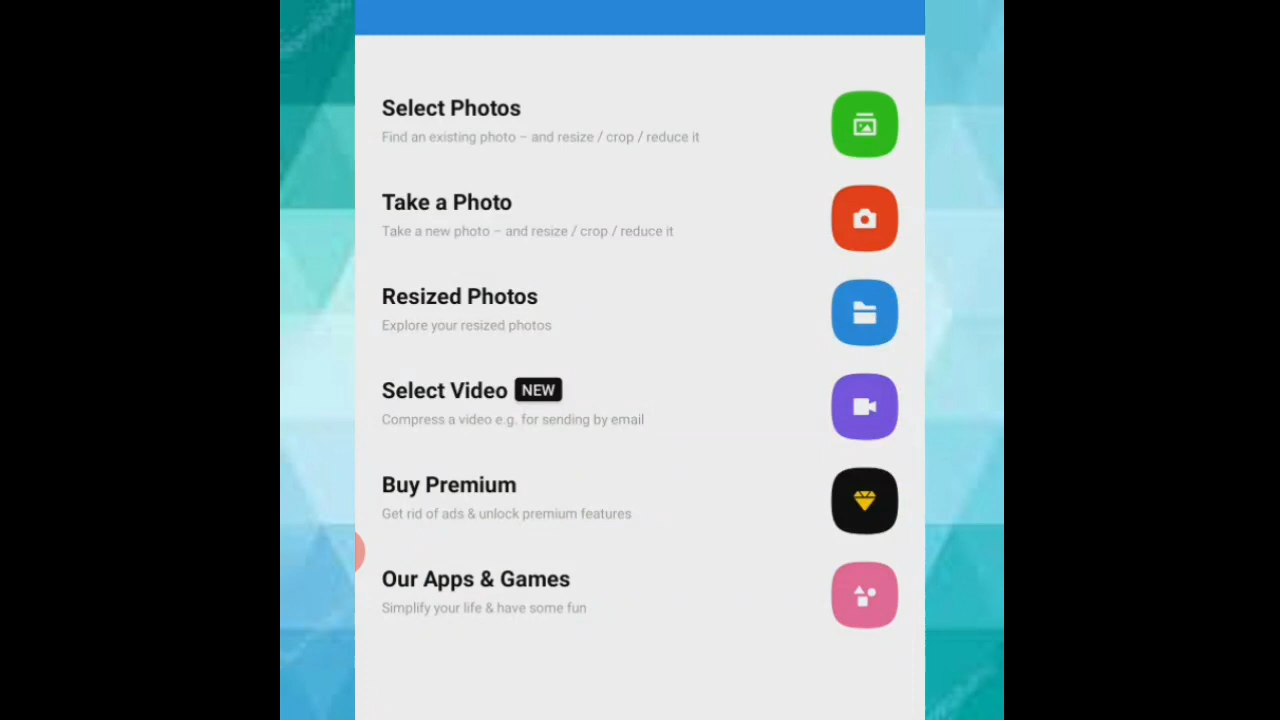 Select Photos
Find an existing photo – and resize / crop / reduce it
Take a Photo
Take a new photo – and resize / crop / reduce it
Resized Photos
Explore your resized photos
Select Video NEW
Compress a video e.g. for sending by email
Buy Premium
Get rid of ads & unlock premium features
Our Apps & Games
Simplify your life & have some fun